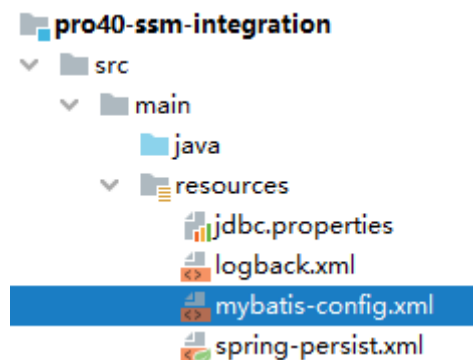 pro40-ssm-integration
src
main
java
resources
jdbc.properties
logback.xml
mybatis-config.xml
spring-persist.xml